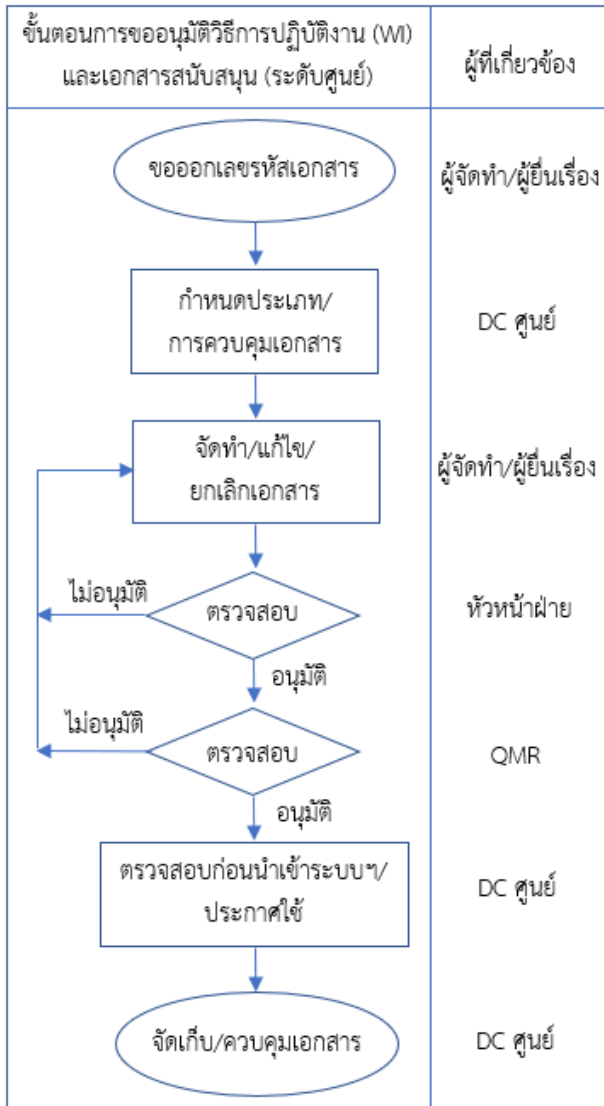 ขั้นตอนการขออนุมัติวิธีการปฏิบัติงาน (WI)
และเอกสารสนับสนุน (ระดับศูนย์)
ผู้ที่เกี่ยวข้อง
ขอออกเลขรหัสเอกสาร
ผู้จัดทำ/ผู้ยื่นเรื่อง
กำหนดประเภท/
การควบคุมเอกสาร
DC ศูนย์
จัดทำ/แก้ไข/
ยกเลิกเอกสาร
ผู้จัดทำ/ผู้ยื่นเรื่อง
ไม่อนุมัติ
ตรวจสอบ
หัวหน้าฝ่าย
อนุมัติ
ไม่อนุมัติ
ตรวจสอบ
QMR
อนุมัติ
ตรวจสอบก่อนนำเข้าระบบฯ/
ประกาศใช้
DC ศูนย์
จัดเก็บ/ควบคุมเอกสาร
DC ศูนย์